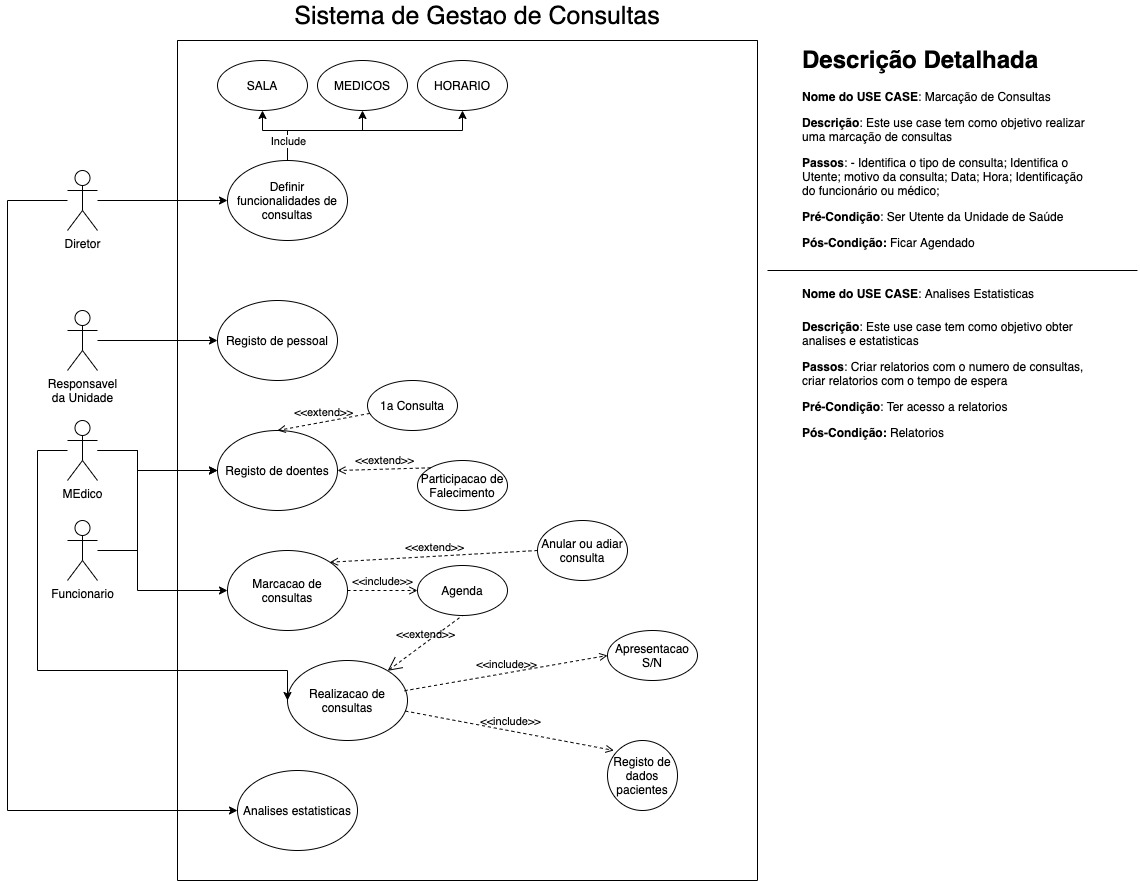 Sistema de Gestao de Consultas
SALA
MEDICOS
HORARIO
Include
Definir
funcionalidades de
consultas
Diretor
Registo de pessoal
Responsavel
da Unidade
1a Consulta
<<extend>>
Registo de doentes
<<extend>>
Participacao de
Falecimento
MEdico
Funcionario
Anular ou adiar
consulta
<<extend>>
Marcacao de
consultas
<<include>>
Agenda
<<extend>>
Apresentacao
S/N
<<include>>
Realizacao de
consultas
<<include>>
Registo de
dados
pacientes
Analises estatisticas
Descrição Detalhada
Nome do USE CASE: Marcação de Consultas
Descrição: Este use case tem como objetivo realizar
uma marcação de consultas
Passos: - Identifica o tipo de consulta; Identifica o
Utente; motivo da consulta; Data; Hora; Identificação
do funcionário ou médico;
Pré-Condição: Ser Utente da Unidade de Saúde
Pós-Condição: Ficar Agendado
Nome do USE CASE: Analises Estatisticas
Descrição: Este use case tem como objetivo obter
analises e estatisticas
Passos: Criar relatorios com o numero de consultas,
criar relatorios com o tempo de espera
Pré-Condição: Ter acesso a relatorios
Pós-Condição: Relatorios